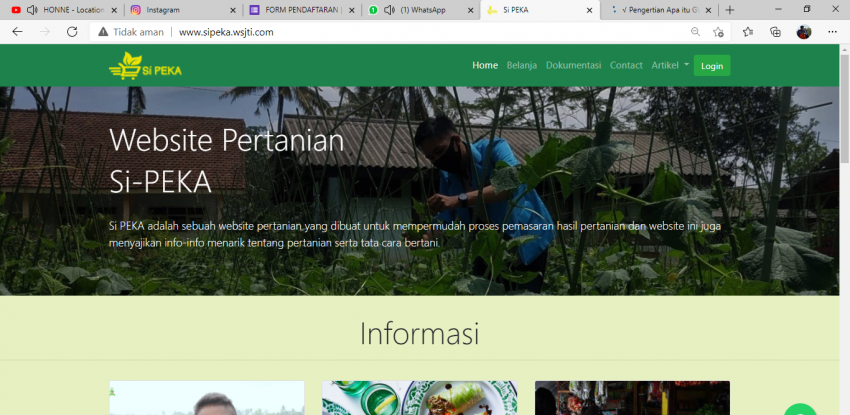 HONNE - Location
Instagram
FORM PENDAFTARAN
(1) WhatsApp
Si PEKA
√ Pengertian Apa itu G
Tidak aman
www.sipeka.wsjti.com
Si PEKA
Home
Belanja
Dokumentasi
Contact
Artikel
Login
Website Pertanian
Si-PEKA
Si PEKA adalah sebuah website pertanian yang dibuat untuk mempermudah proses pemasaran hasil pertanian dan website ini juga
menyajikan info-info menarik tentang pertanian serta tata cara bertani.
Informasi